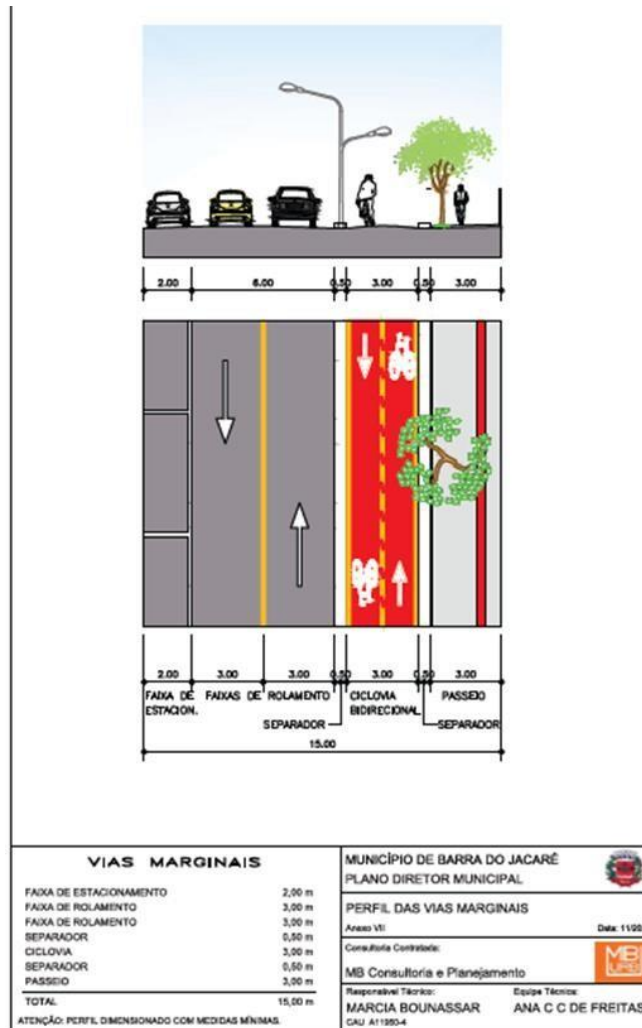 2.00 6.00 0.50 3.00 0.50 3.00
2.00 3.00 3.00 0.50 3.00 0.50 3.00
FAIXA DE ESTACION.
FAIXAS DE ROLAMENTO
SEPARADOR
CICLOVIA BIDIRECIONAL
PASSEIO
SEPARADOR
15.00
VIAS MARGINAIS
FAIXA DE ESTACIONAMENTO 2,00 m
FAIXA DE ROLAMENTO 3,00 m
FAIXA DE ROLAMENTO 3,00 m
SEPARADOR 0,50 m
CICLOVIA 3,00 m
SEPARADOR 0,50 m
PASSEIO 3,00 m
TOTAL 15,00 m
ATENÇÃO: PERFIL DIMENSIONADO COM MEDIDAS MÍNIMAS.
MUNICÍPIO DE BARRA DO JACARÉ
PLANO DIRETOR MUNICIPAL
PERFIL DAS VIAS MARGINAIS
Anexo VII
Data:
Consultoria Contratada:
MB Consultoria e Planejamento
MB
URB
Responsável Técnico:
MARCIA BOUNASSAR
Equipe Técnica:
ANA C C DE FREITAS